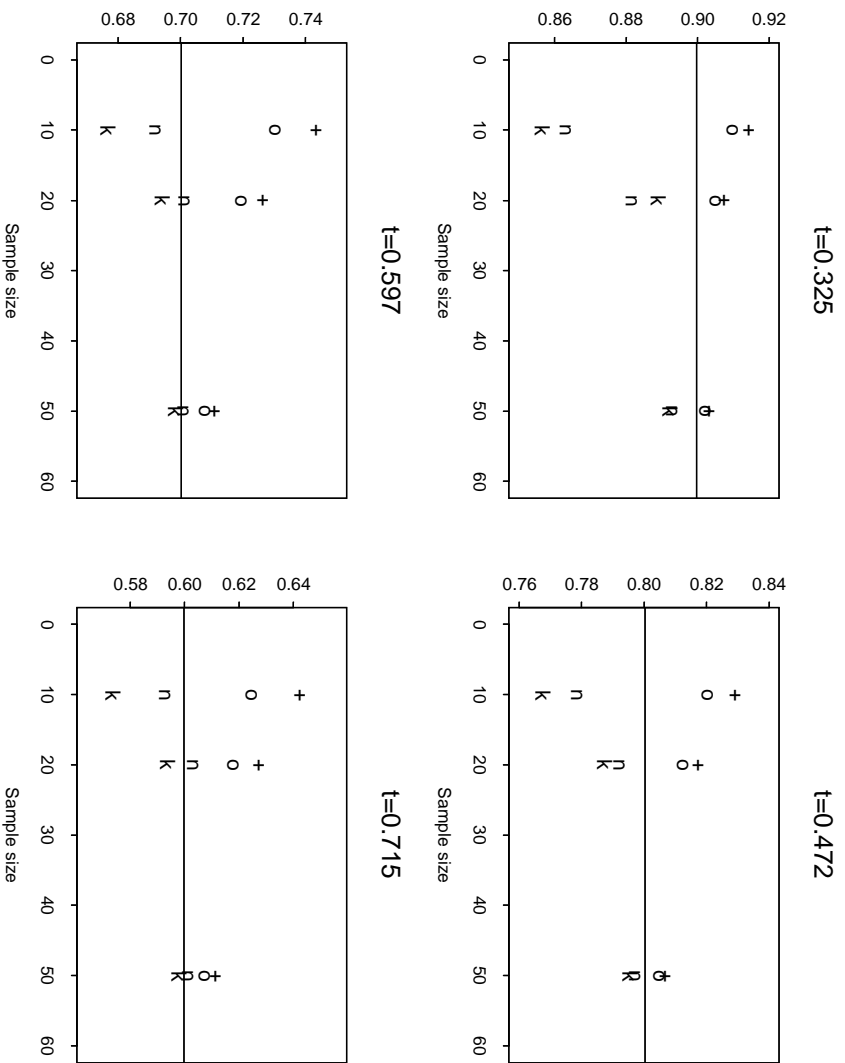 t=0.325
0.86 0.88 0.90 0.92
+ + +
o o o
k n n k k n
0 10 20 30 40 50 60
Sample size
t=0.472
0.76 0.78 0.80 0.82 0.84
+ + +
o o o
n n n
k k k
0 10 20 30 40 50 60
Sample size
t=0.597
0.68 0.70 0.72 0.74
+ + +
o o o
n n n
k k k
0 10 20 30 40 50 60
Sample size
t=0.715
0.58 0.60 0.62 0.64
+ + +
o o o
n n n
k k k
0 10 20 30 40 50 60
Sample size